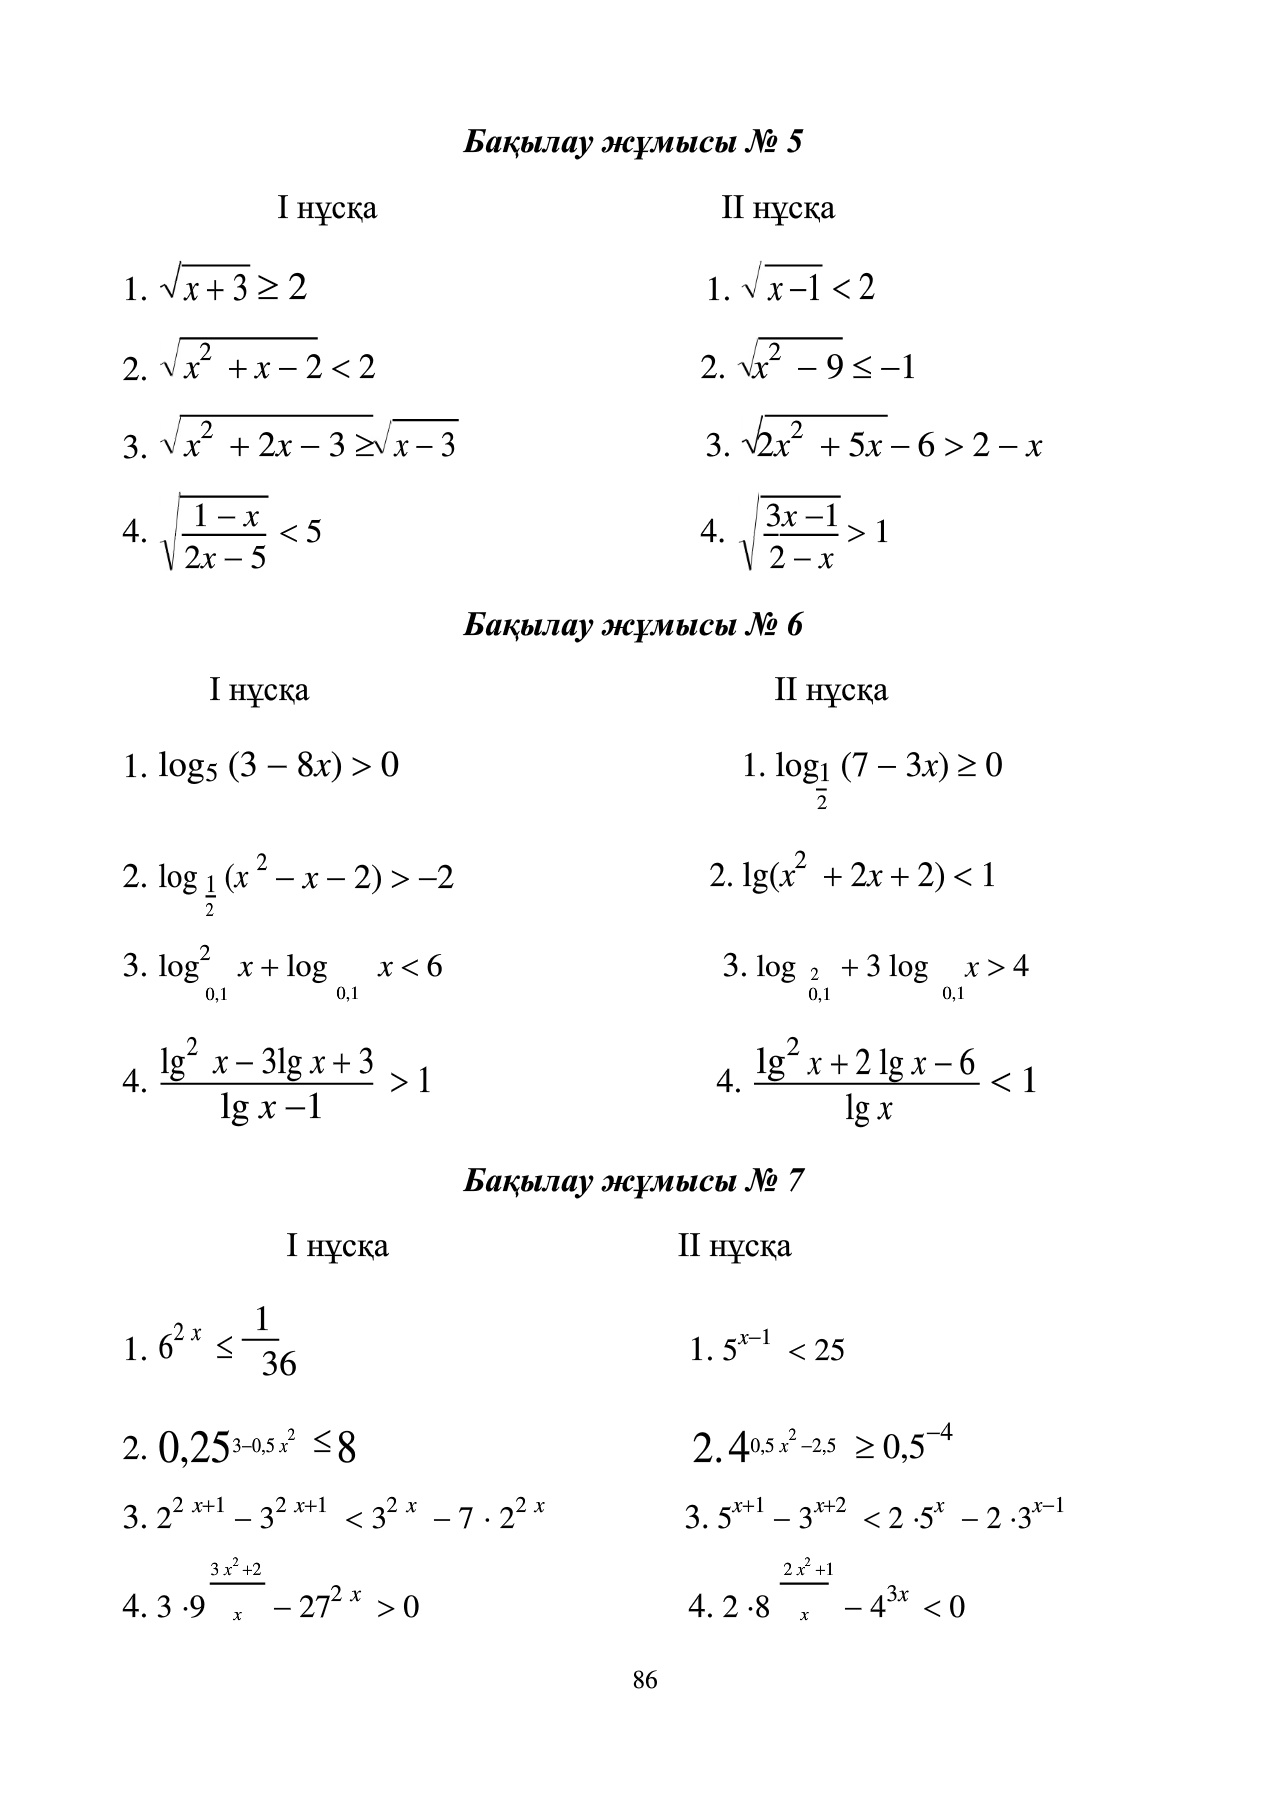 Бақылау жұмысы № 5
I нұсқа II нұсқа
1. √(x + 3) ≥ 2 1. √(x −1) < 2
2. √(x² + x − 2) < 2 2. √(x² − 9) ≤ −1
3. √(x² + 2x − 3) ≥ √(x − 3) 3. √(2x² + 5x) − 6 > 2 − x
4. √((1 − x)/(2x − 5)) < 5 4. √((3x −1)/(2 − x)) > 1
Бақылау жұмысы № 6
I нұсқа II нұсқа
1. log₅ (3 − 8x) > 0 1. log_{1/2} (7 − 3x) ≥ 0
2. log_{1/2} (x² − x − 2) > −2 2. lg(x² + 2x + 2) < 1
3. log²_{0,1} x + log_{0,1} x < 6 3. log²_{0,1} + 3 log_{0,1} x > 4
4. (lg² x − 3lg x + 3)/(lg x −1) > 1 4. (lg² x + 2 lg x − 6)/(lg x) < 1
Бақылау жұмысы № 7
I нұсқа II нұсқа
1. 6^{2x} ≤ 1/36 1. 5^{x−1} < 25
2. 0,25^{3−0,5x²} ≤ 8 2. 4^{0,5x²−2,5} ≥ 0,5^{−4}
3. 2^{2x+1} − 3^{2x+1} < 3^{2x} − 7 · 2^{2x} 3. 5^{x+1} − 3^{x+2} < 2 ·5^{x} − 2 ·3^{x−1}
4. 3 ·9^{(3x²+2)/x} − 27^{2x} > 0 4. 2 ·8^{(2x²+1)/x} − 4^{3x} < 0
86